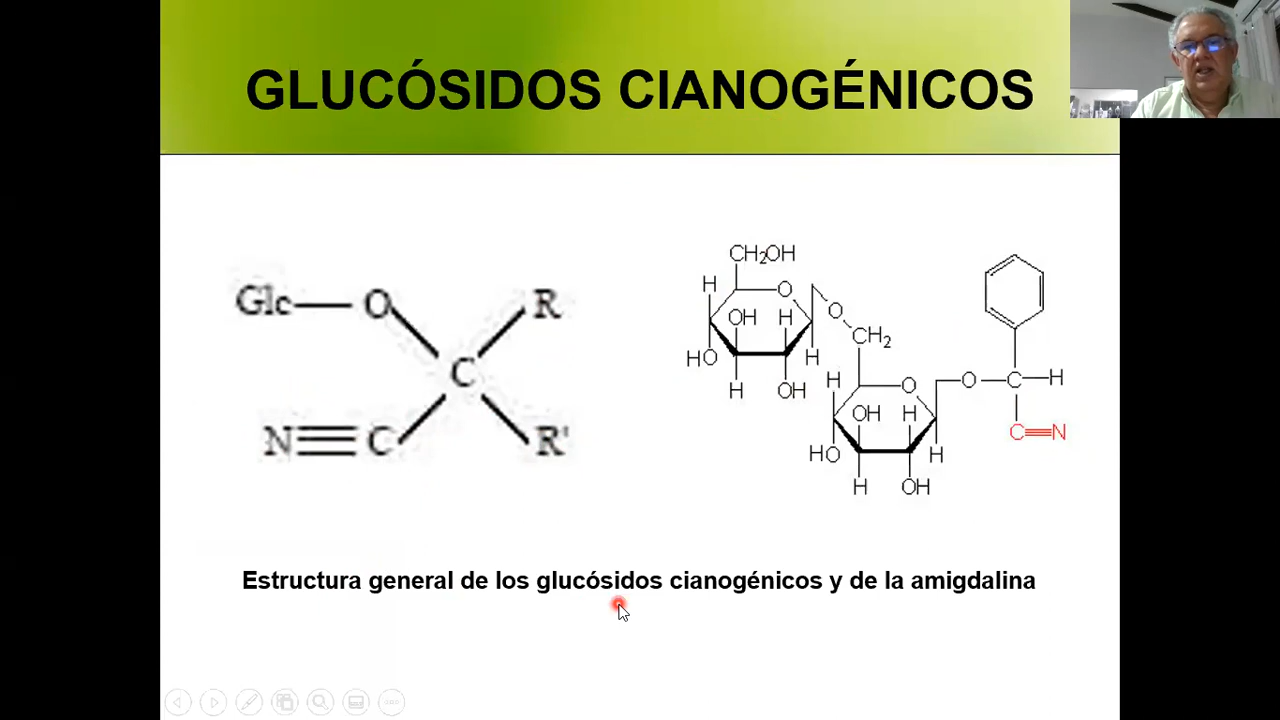 GLUCÓSIDOS CIANOGÉNICOS
Glc
O
R
C
N
C
R'
CH₂OH
H
O
OH
H
HO
H
H
OH
O
CH₂
H
O
OH
H
HO
H
H
OH
O
C
H
C
N
Estructura general de los glucósidos cianogénicos y de la amigdalina